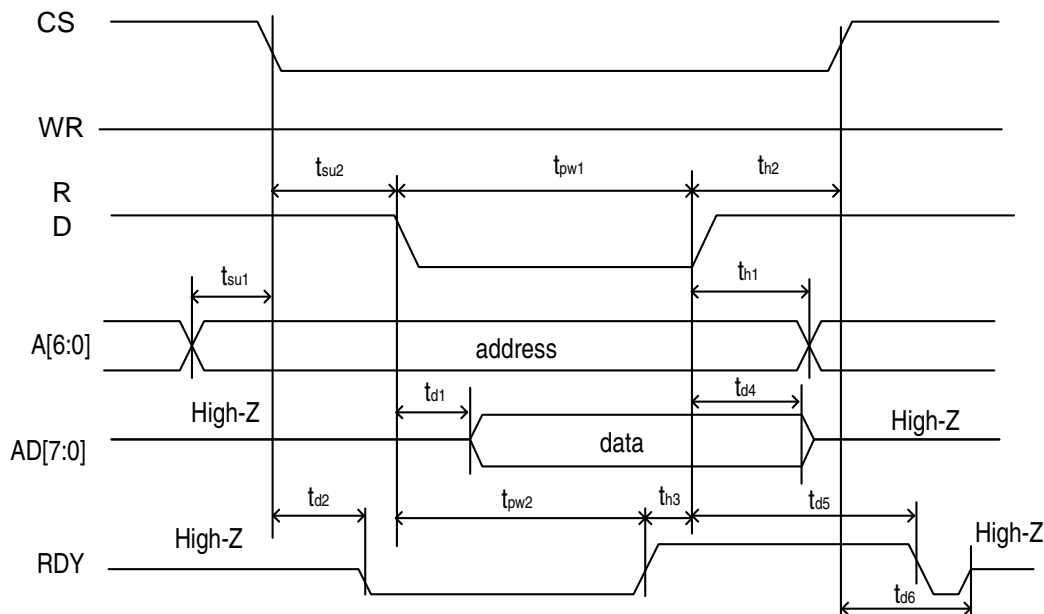 CS
WR
tsu2
tpw1
th2
R
D
tsu1
th1
A[6:0]
address
High-Z
td1
td4
High-Z
AD[7:0]
data
td2
tpw2
th3
td5
High-Z
High-Z
RDY
td6